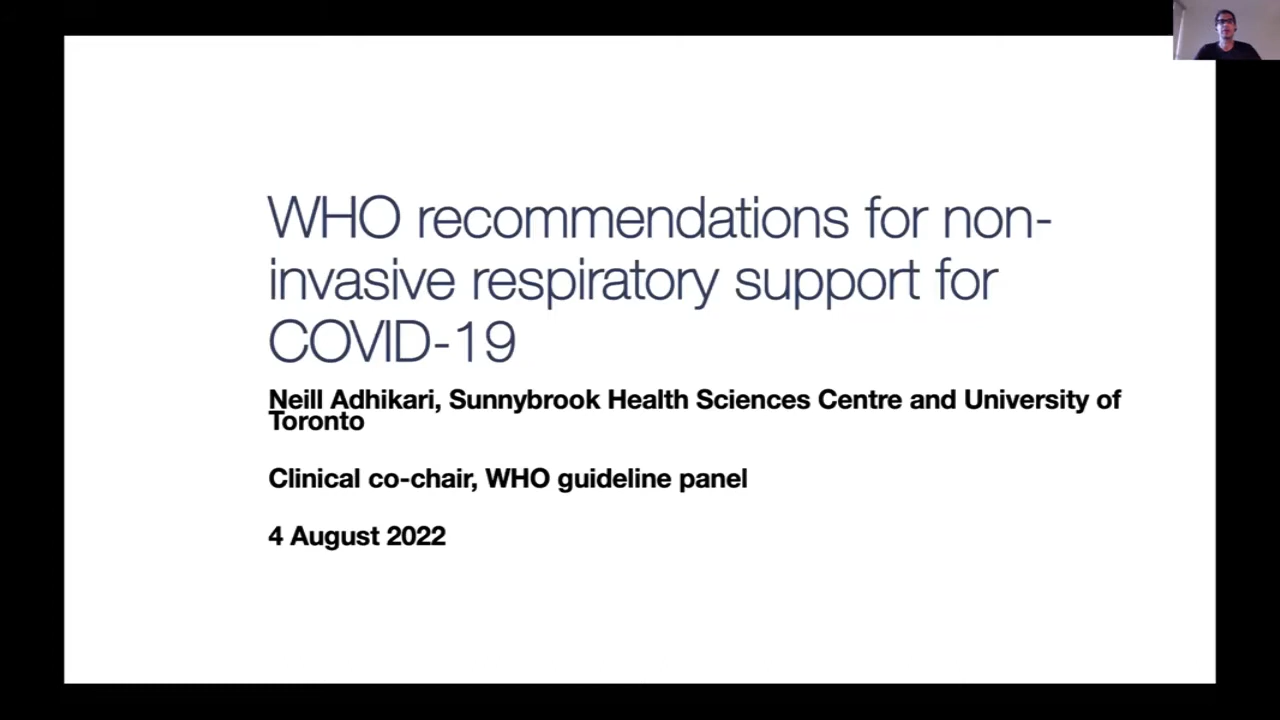 WHO recommendations for non-
invasive respiratory support for
COVID-19
Neill Adhikari, Sunnybrook Health Sciences Centre and University of
Toronto
Clinical co-chair, WHO guideline panel
4 August 2022